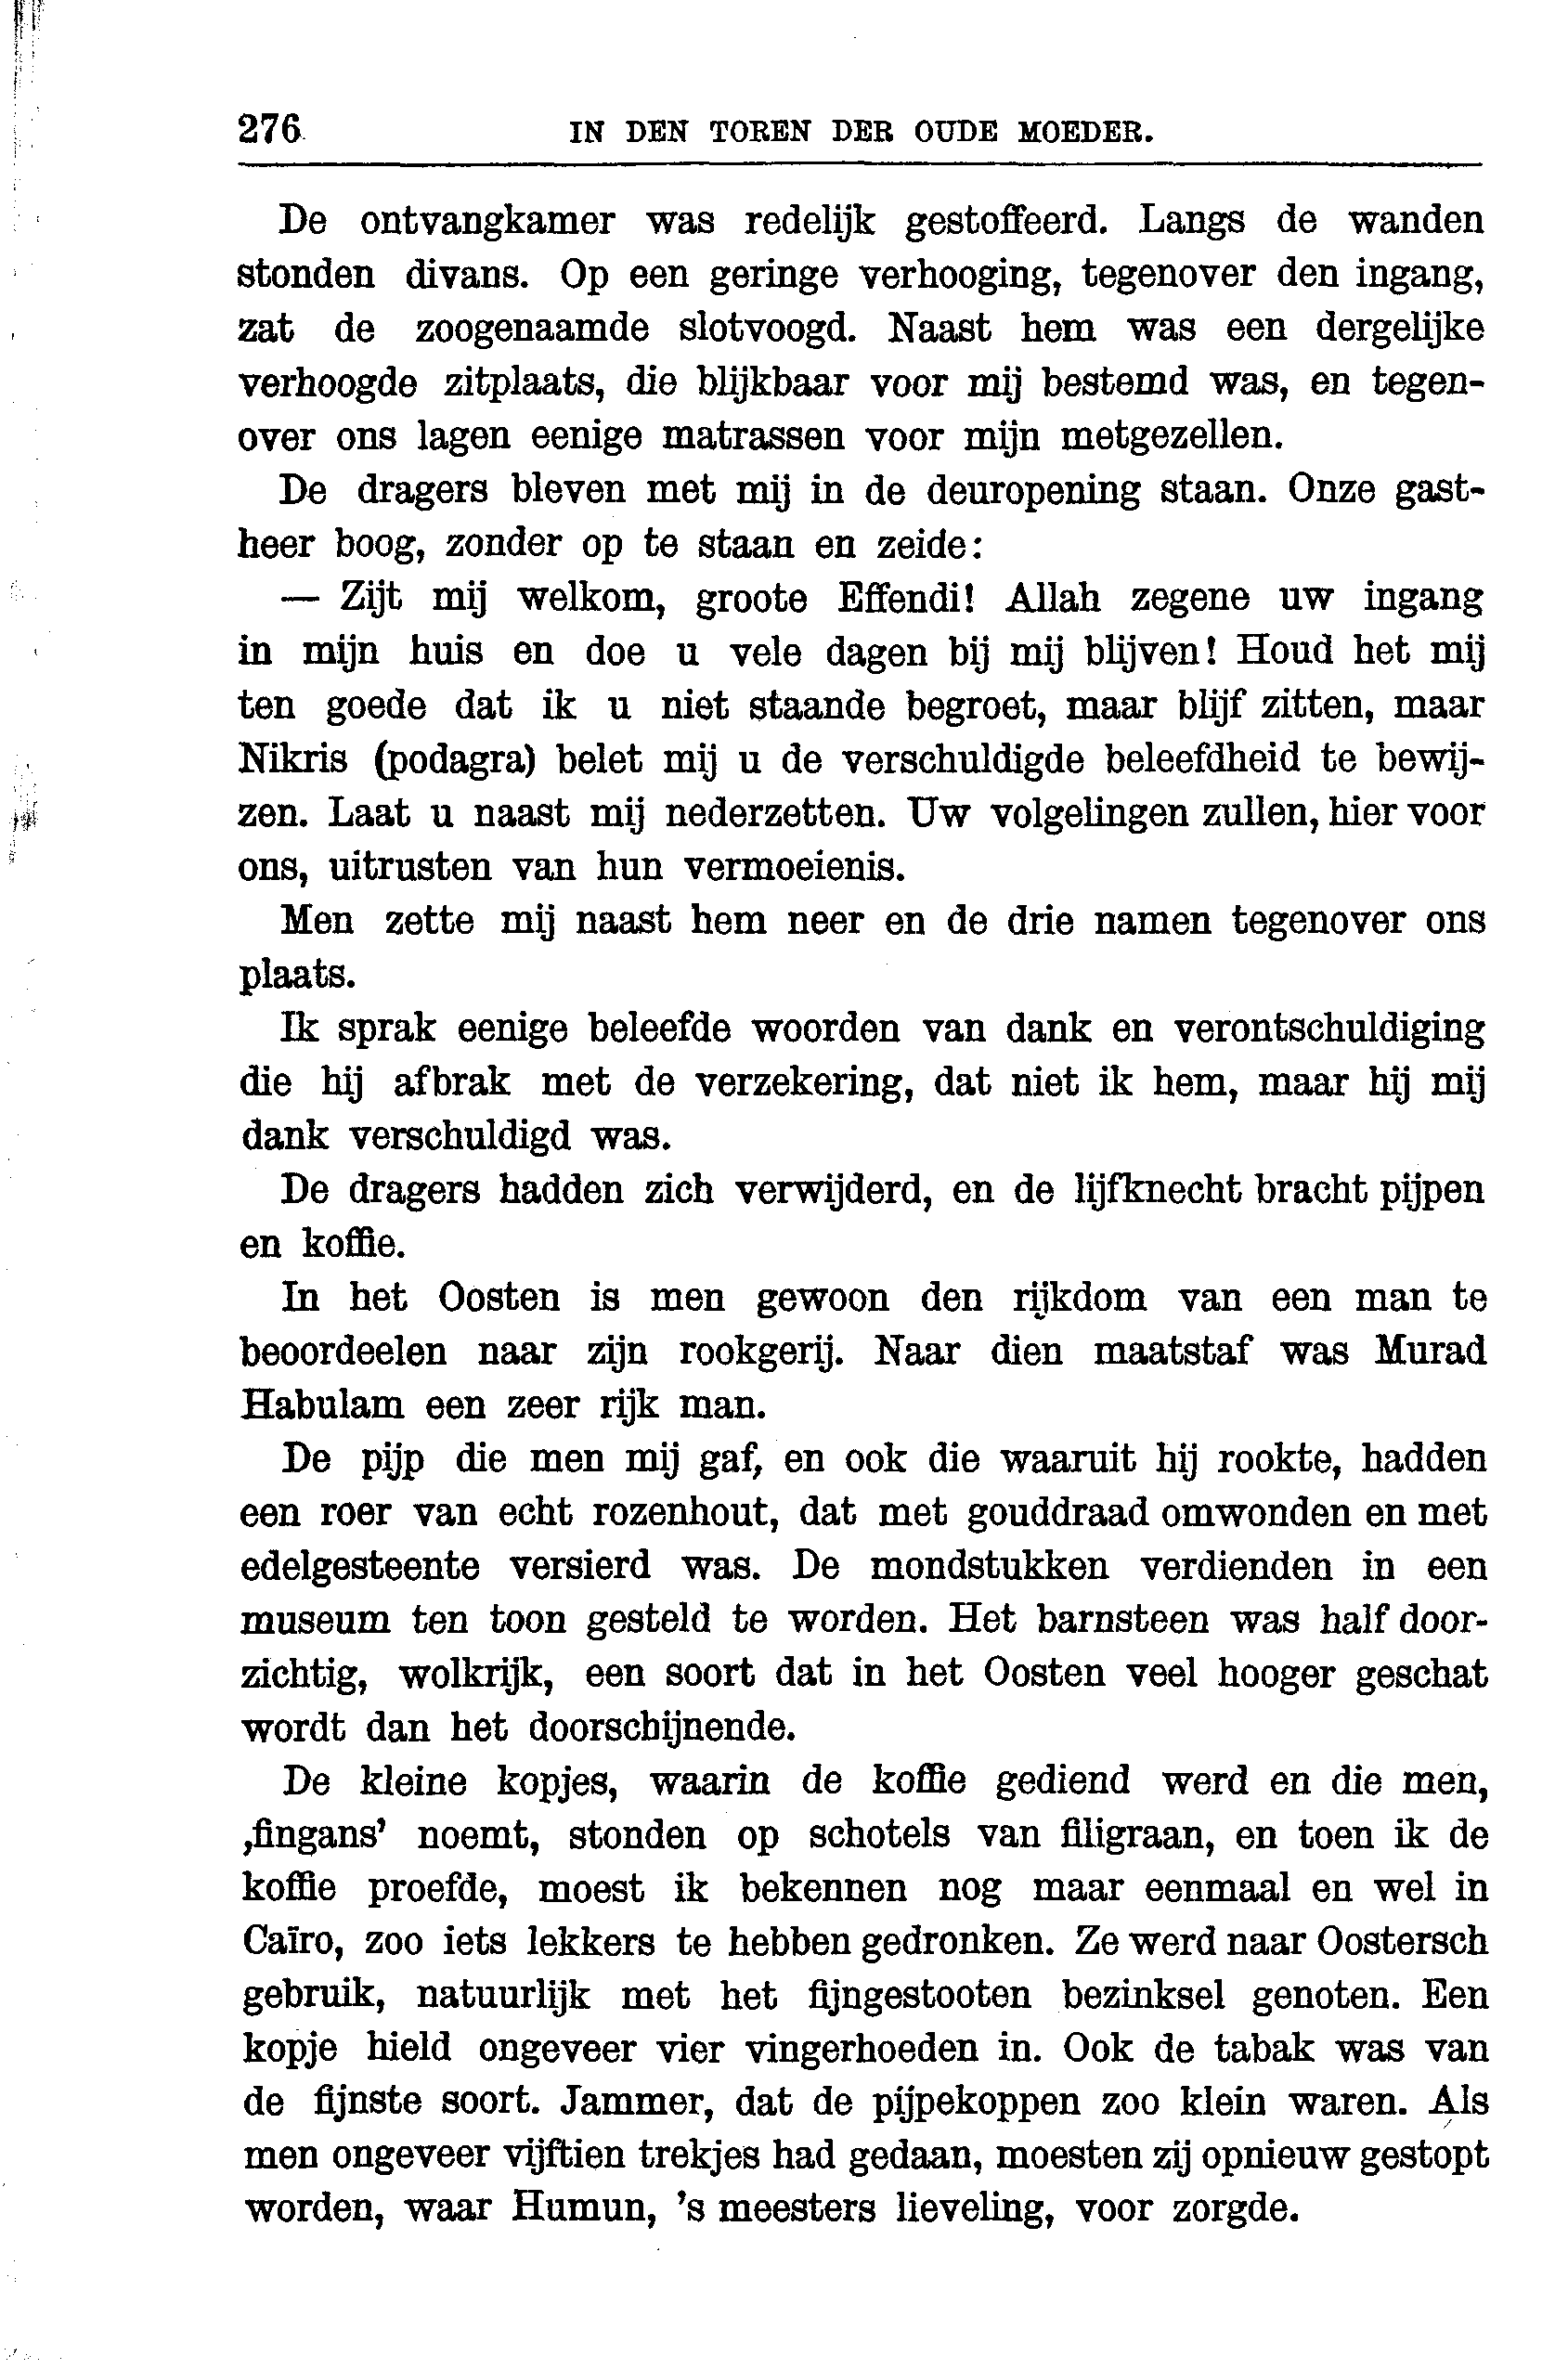 276 IN DEN TOREN DER OUDE MOEDER.
De ontvangkamer was redelijk gestoffeerd. Langs de wanden
stonden divans. Op een geringe verhooging, tegenover den ingang,
zat de zoogenaamde slotvoogd. Naast hem was een dergelijke
verhoogde zitplaats, die blijkbaar voor mij bestemd was, en tegen-
over ons lagen eenige matrassen voor mijn metgezellen.
De dragers bleven met mij in de deuropening staan. Onze gast-
heer boog, zonder op te staan en zeide:
— Zijt mij welkom, groote Effendi! Allah zegene uw ingang
in mijn huis en doe u vele dagen bij mij blijven! Houd het mij
ten goede dat ik u niet staande begroet, maar blijf zitten, maar
Nikris (podagra) belet mij u de verschuldigde beleefdheid te bewij-
zen. Laat u naast mij nederzetten. Uw volgelingen zullen, hier voor
ons, uitrusten van hun vermoeienis.
Men zette mij naast hem neer en de drie namen tegenover ons
plaats.
Ik sprak eenige beleefde woorden van dank en verontschuldiging
die hij afbrak met de verzekering, dat niet ik hem, maar hij mij
dank verschuldigd was.
De dragers hadden zich verwijderd, en de lijfknecht bracht pijpen
en koffie.
In het Oosten is men gewoon den rijkdom van een man te
beoordeelen naar zijn rookgerij. Naar dien maatstaf was Murad
Habulam een zeer rijk man.
De pijp die men mij gaf, en ook die waaruit hij rookte, hadden
een roer van echt rozenhout, dat met gouddraad omwonden en met
edelgesteente versierd was. De mondstukken verdienden in een
museum ten toon gesteld te worden. Het barnsteen was half door-
zichtig, wolkrijk, een soort dat in het Oosten veel hooger geschat
wordt dan het doorschijnende.
De kleine kopjes, waarin de koffie gediend werd en die men,
‚fingans’ noemt, stonden op schotels van filigraan, en toen ik de
koffie proefde, moest ik bekennen nog maar eenmaal en wel in
Caïro, zoo iets lekkers te hebben gedronken. Ze werd naar Oostersch
gebruik, natuurlijk met het fijngestooten bezinksel genoten. Een
kopje hield ongeveer vier vingerhoeden in. Ook de tabak was van
de fijnste soort. Jammer, dat de pijpekoppen zoo klein waren. Als
men ongeveer vijftien trekjes had gedaan, moesten zij opnieuw gestopt
worden, waar Humun, ’s meesters lieveling, voor zorgde.